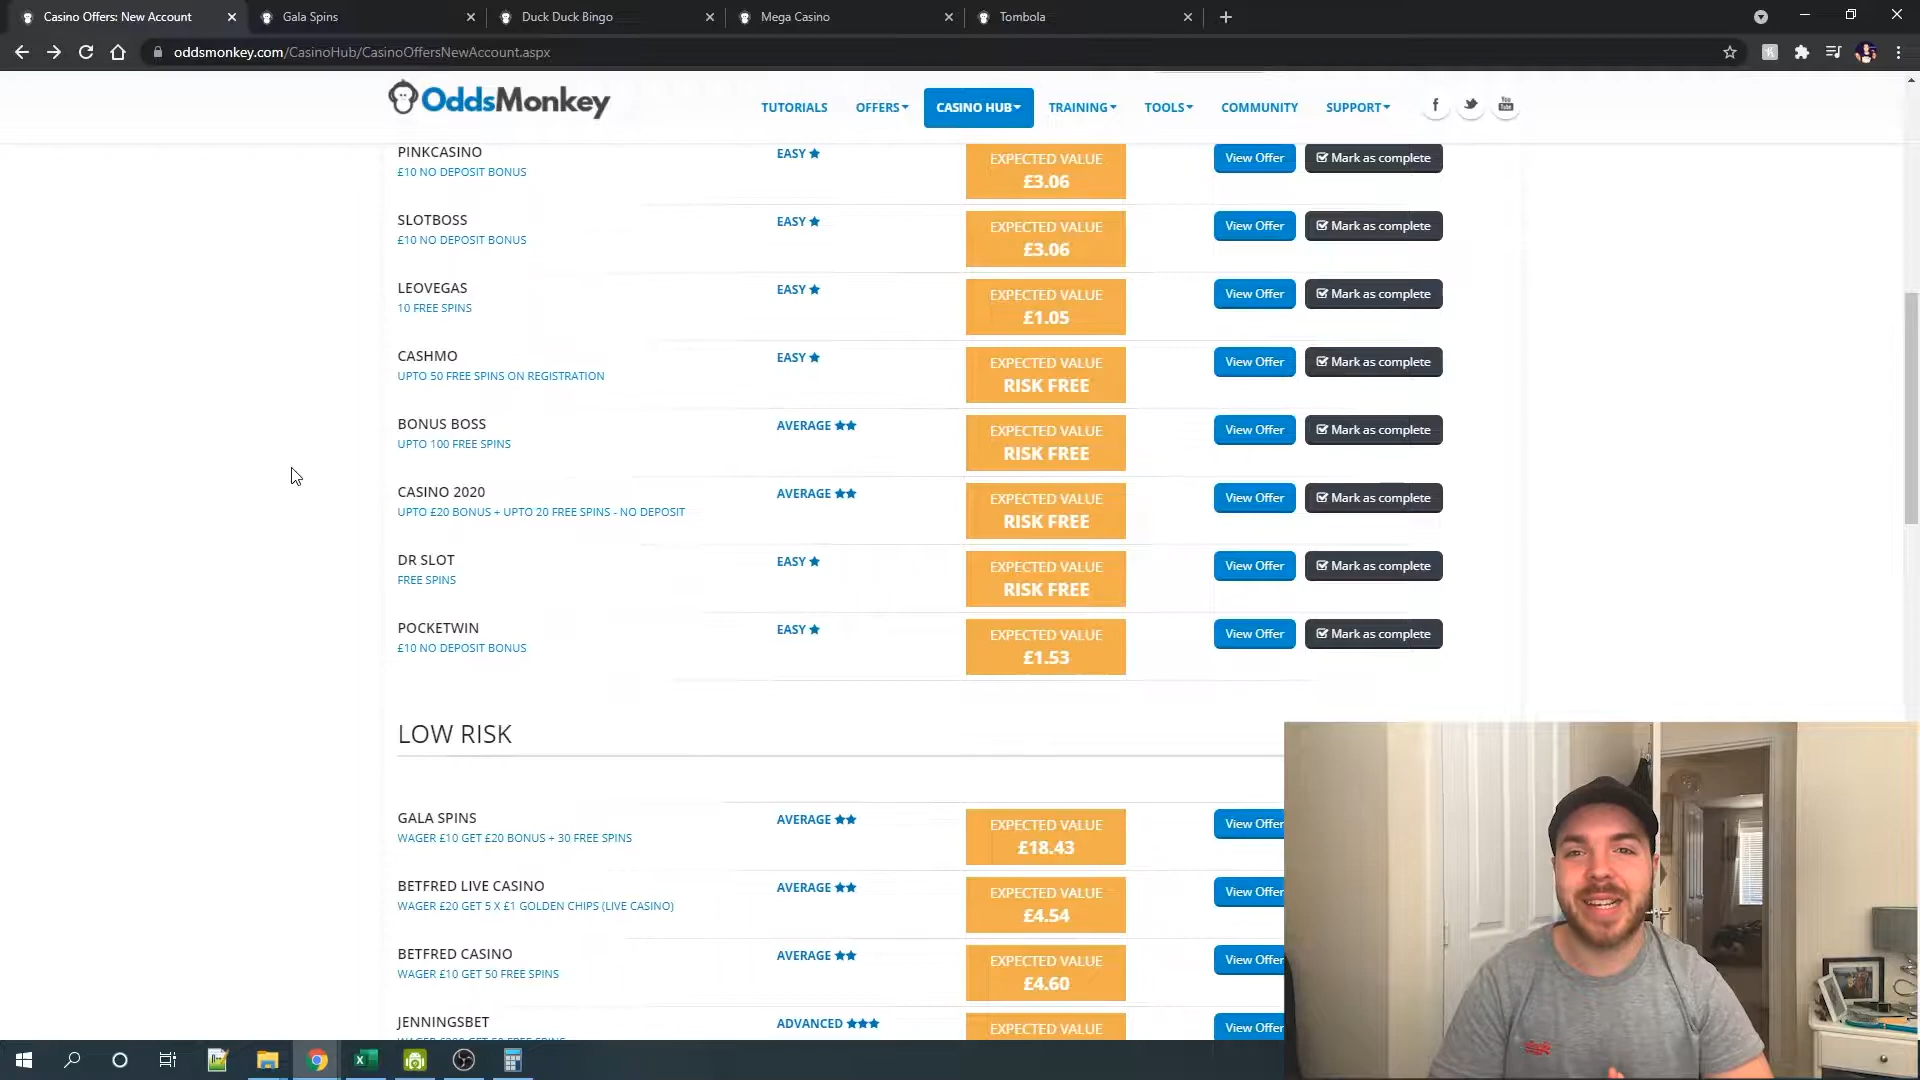 Casino Offers: New Account
Gala Spins
Duck Duck Bingo
Mega Casino
Tombola
oddsmonkey.com/CasinoHub/CasinoOffersNewAccount.aspx
OddsMonkey
TUTORIALS
OFFERS
CASINO HUB
TRAINING
TOOLS
COMMUNITY
SUPPORT
You Tube
PINKCASINO
£10 NO DEPOSIT BONUS
EASY
EXPECTED VALUE
£3.06
View Offer
Mark as complete
SLOTBOSS
£10 NO DEPOSIT BONUS
EASY
EXPECTED VALUE
£3.06
View Offer
Mark as complete
LEOVEGAS
10 FREE SPINS
EASY
EXPECTED VALUE
£1.05
View Offer
Mark as complete
CASHMO
UPTO 50 FREE SPINS ON REGISTRATION
EASY
EXPECTED VALUE
RISK FREE
View Offer
Mark as complete
BONUS BOSS
UPTO 100 FREE SPINS
AVERAGE
EXPECTED VALUE
RISK FREE
View Offer
Mark as complete
CASINO 2020
UPTO £20 BONUS + UPTO 20 FREE SPINS - NO DEPOSIT
AVERAGE
EXPECTED VALUE
RISK FREE
View Offer
Mark as complete
DR SLOT
FREE SPINS
EASY
EXPECTED VALUE
RISK FREE
View Offer
Mark as complete
POCKETWIN
£10 NO DEPOSIT BONUS
EASY
EXPECTED VALUE
£1.53
View Offer
Mark as complete
LOW RISK
GALA SPINS
WAGER £10 GET £20 BONUS + 30 FREE SPINS
AVERAGE
EXPECTED VALUE
£18.43
View Offer
BETFRED LIVE CASINO
WAGER £20 GET 5 X £1 GOLDEN CHIPS (LIVE CASINO)
AVERAGE
EXPECTED VALUE
£4.54
View Offer
BETFRED CASINO
WAGER £10 GET 50 FREE SPINS
AVERAGE
EXPECTED VALUE
£4.60
View Offer
JENNINGSBET
ADVANCED
EXPECTED VALUE
View Offer